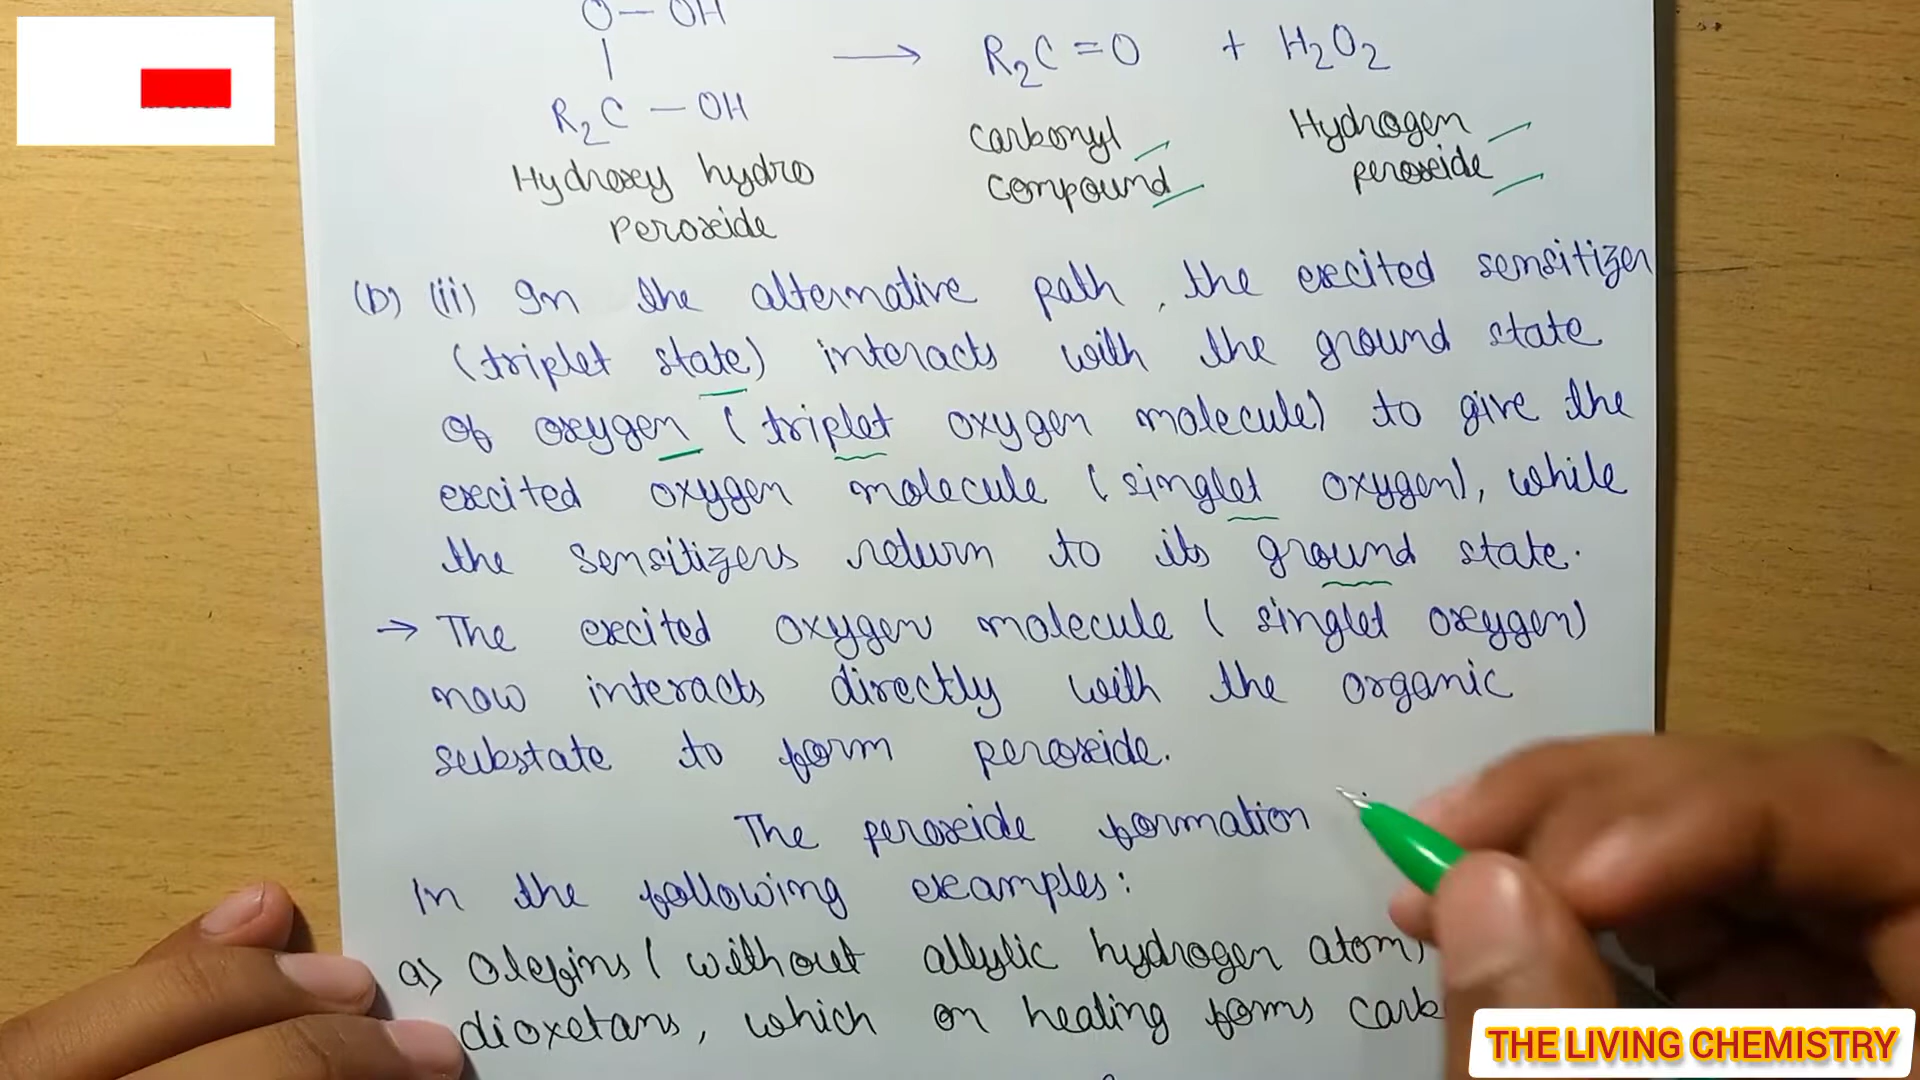 O — OH
R2C — OH → R2C = O + H2O2
Hydroxy hydro peroxide
Carbonyl compound
Hydrogen peroxide
(b) (ii) In the alternative path, the excited sensitizer
(triplet state) interacts with the ground state
of oxygen (triplet oxygen molecule) to give the
excited oxygen molecule (singlet oxygen), while
the sensitizers return to its ground state.
→ The excited oxygen molecule (singlet oxygen)
now interacts directly with the organic
substate to form peroxide.
The peroxide formation
In the following examples:
a) Olefins (without allylic hydrogen atom)
dioxetans, which on heating forms carb
THE LIVING CHEMISTRY